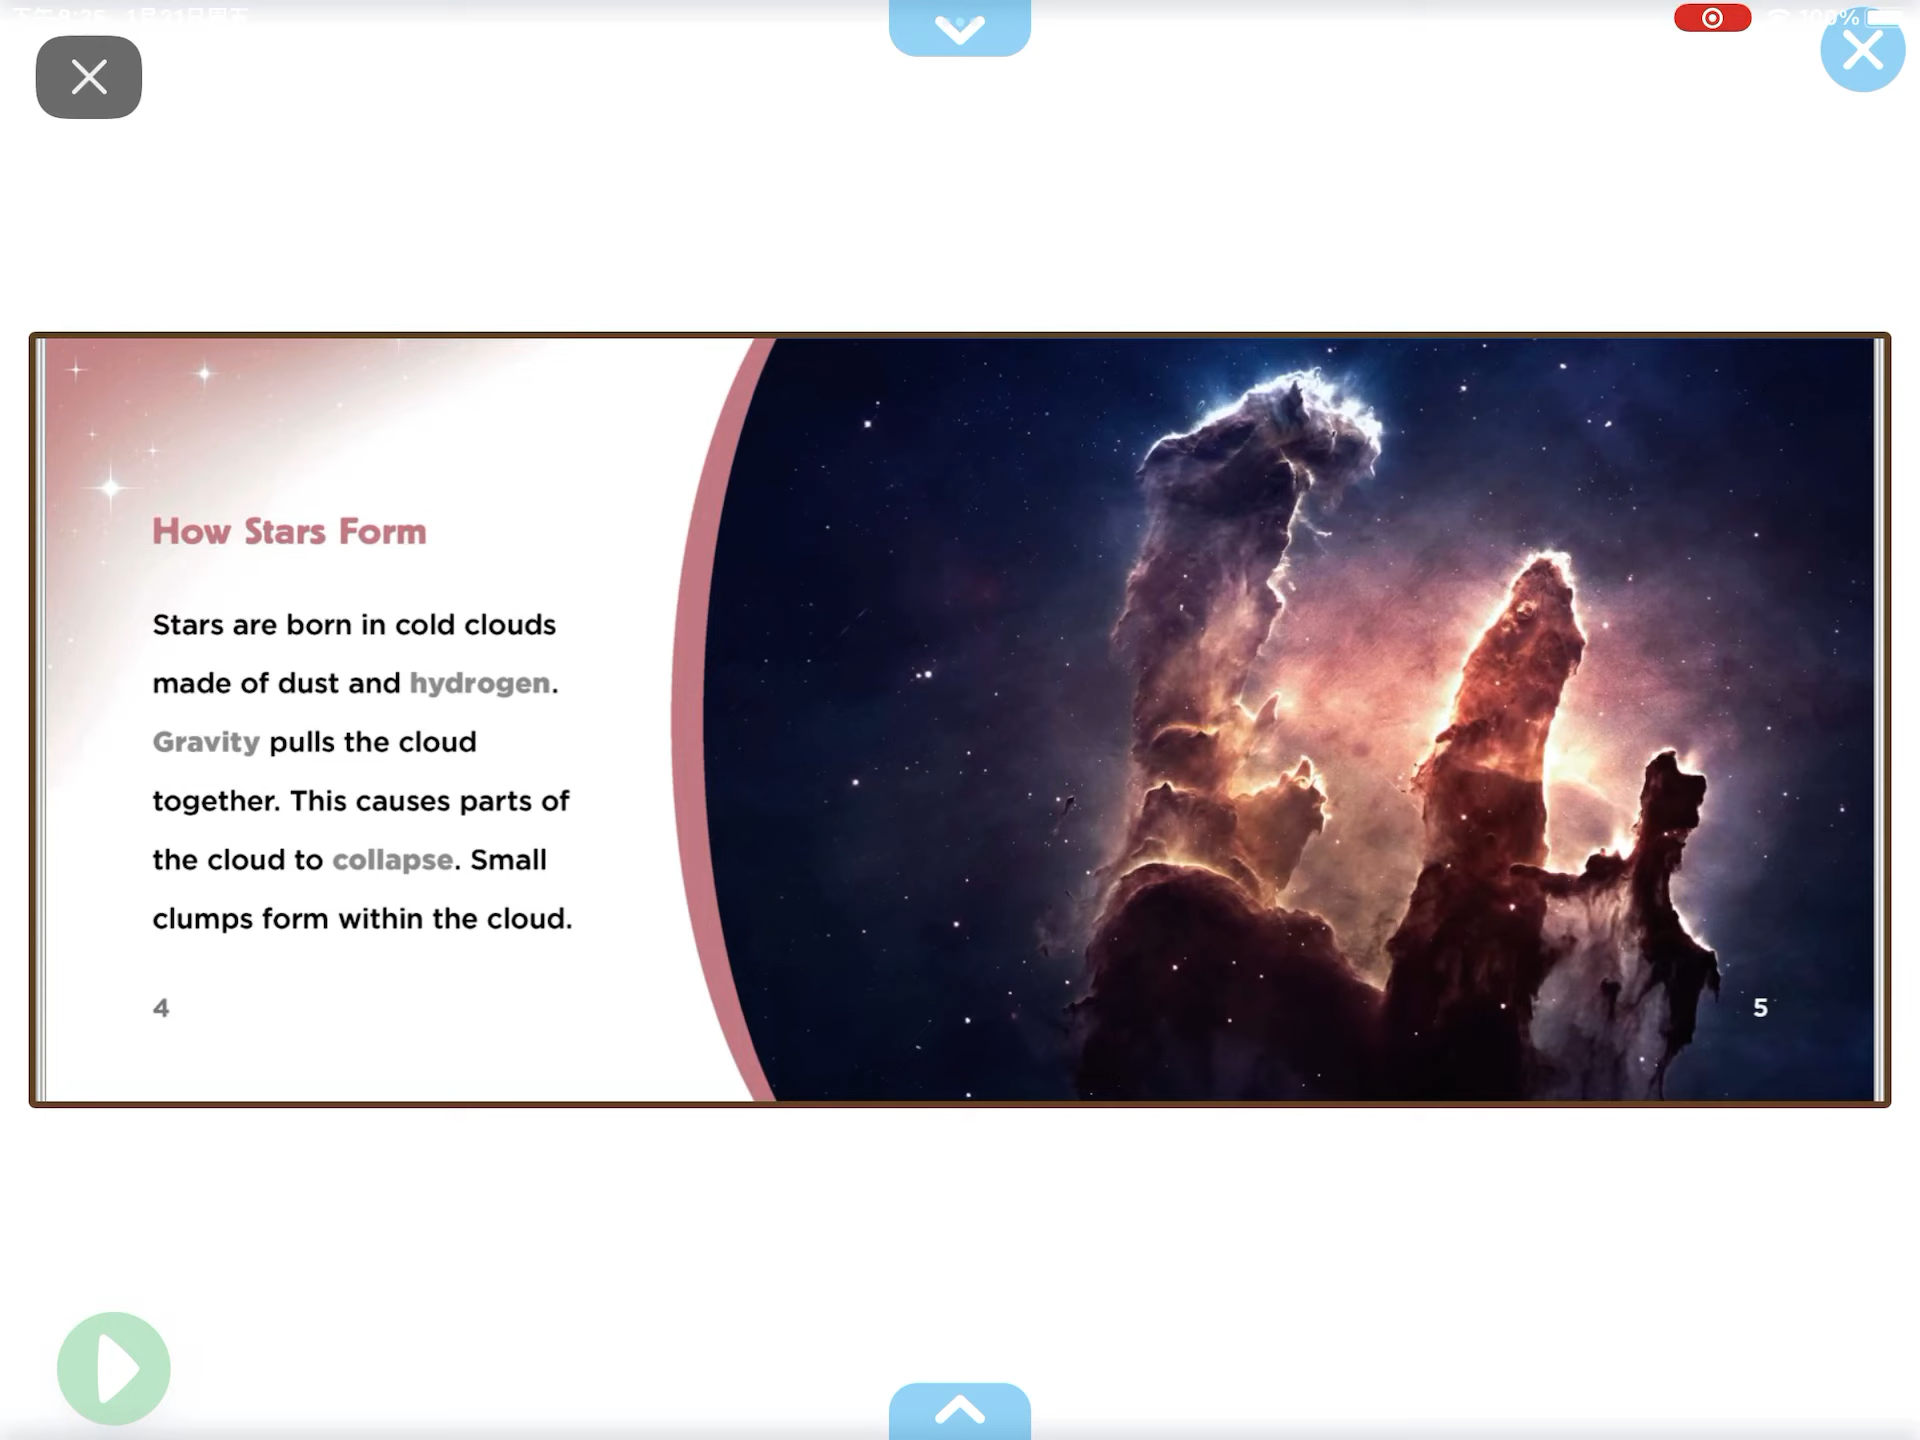 100%
How Stars Form
Stars are born in cold clouds
made of dust and hydrogen.
Gravity pulls the cloud
together. This causes parts of
the cloud to collapse. Small
clumps form within the cloud.
4
5